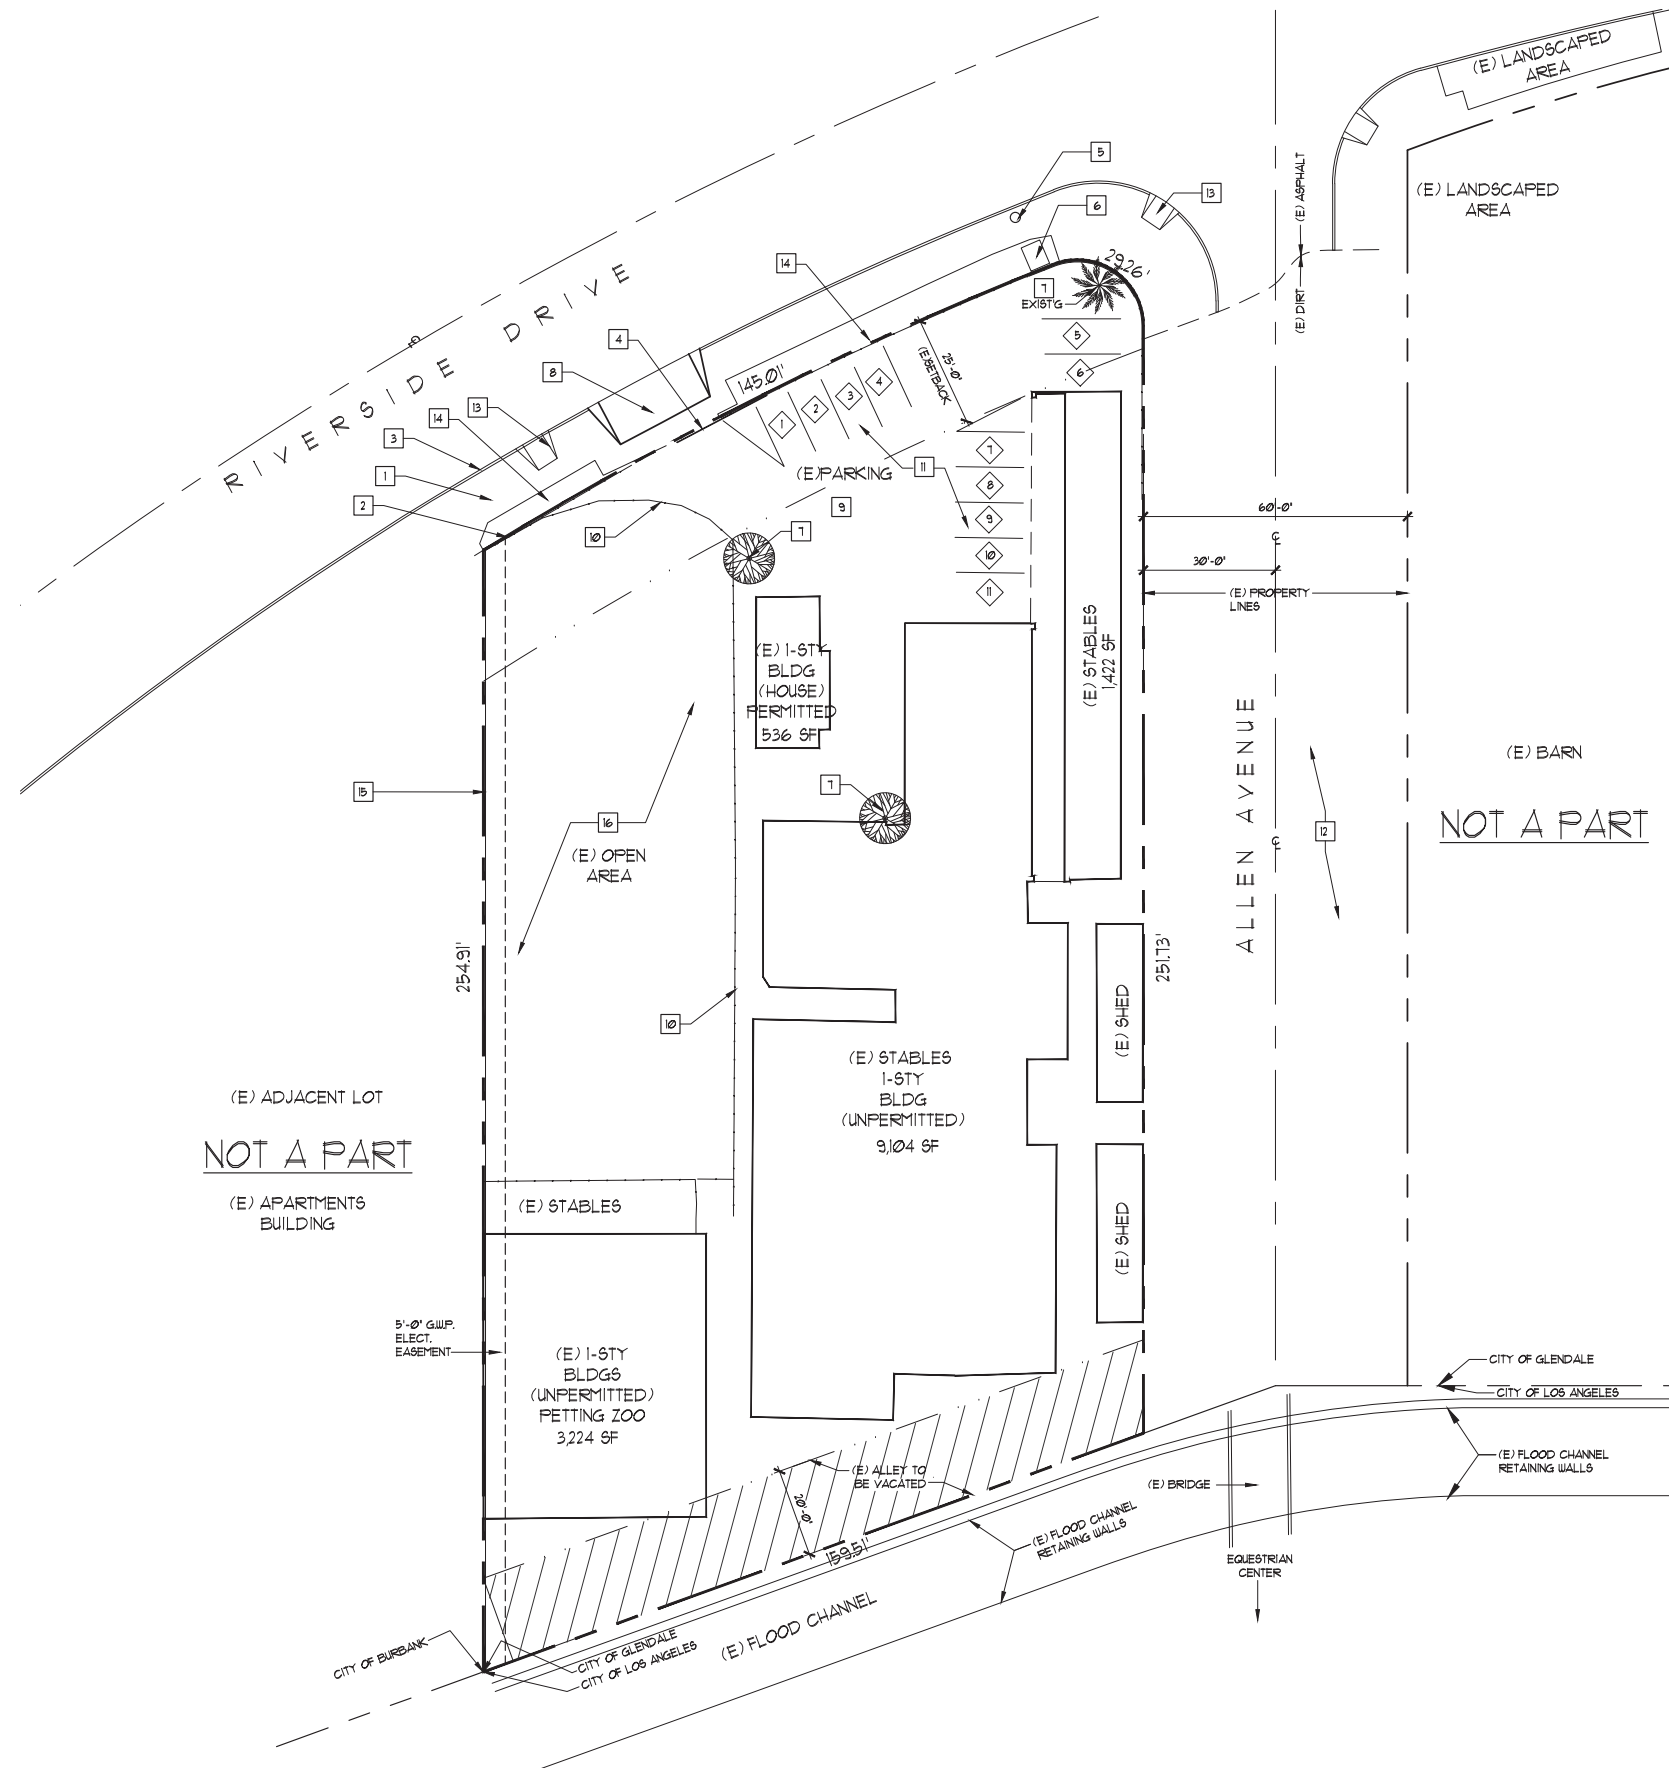 (E) LANDSCAPED
AREA
5
13
6
(E) ASPHALT
(E) LANDSCAPED
AREA
14
29.26'
7
EXIST'G
(E) DIRT
RIVERSIDE DRIVE
4
5
8
145.01'
25'-0"
(E)SETBACK
6
13
14
3
1
2
3
4
7
1
(E)PARKING
11
8
2
9
9
60'-0"
10
7
10
30'-0"
11
(E) PROPERTY
LINES
(E) 1-STY
BLDG
(HOUSE)
PERMITTED
536 SF
(E) STABLES
1,422 SF
15
7
16
(E) OPEN
AREA
ALLEN AVENUE
12
(E) BARN
NOT A PART
254.91'
251.73'
10
(E) SHED
(E) STABLES
1-STY
BLDG
(UNPERMITTED)
9,104 SF
(E) ADJACENT LOT
NOT A PART
(E) APARTMENTS
BUILDING
(E) STABLES
(E) SHED
5'-0" G.W.P.
ELECT.
EASEMENT
(E) 1-STY
BLDGS
(UNPERMITTED)
PETTING ZOO
3,224 SF
CITY OF GLENDALE
CITY OF LOS ANGELES
(E) FLOOD CHANNEL
RETAINING WALLS
(E) ALLEY TO
BE VACATED
20'-0"
(E) BRIDGE
159.51'
(E) FLOOD CHANNEL
RETAINING WALLS
EQUESTRIAN
CENTER
(E) FLOOD CHANNEL
CITY OF BURBANK
CITY OF GLENDALE
CITY OF LOS ANGELES